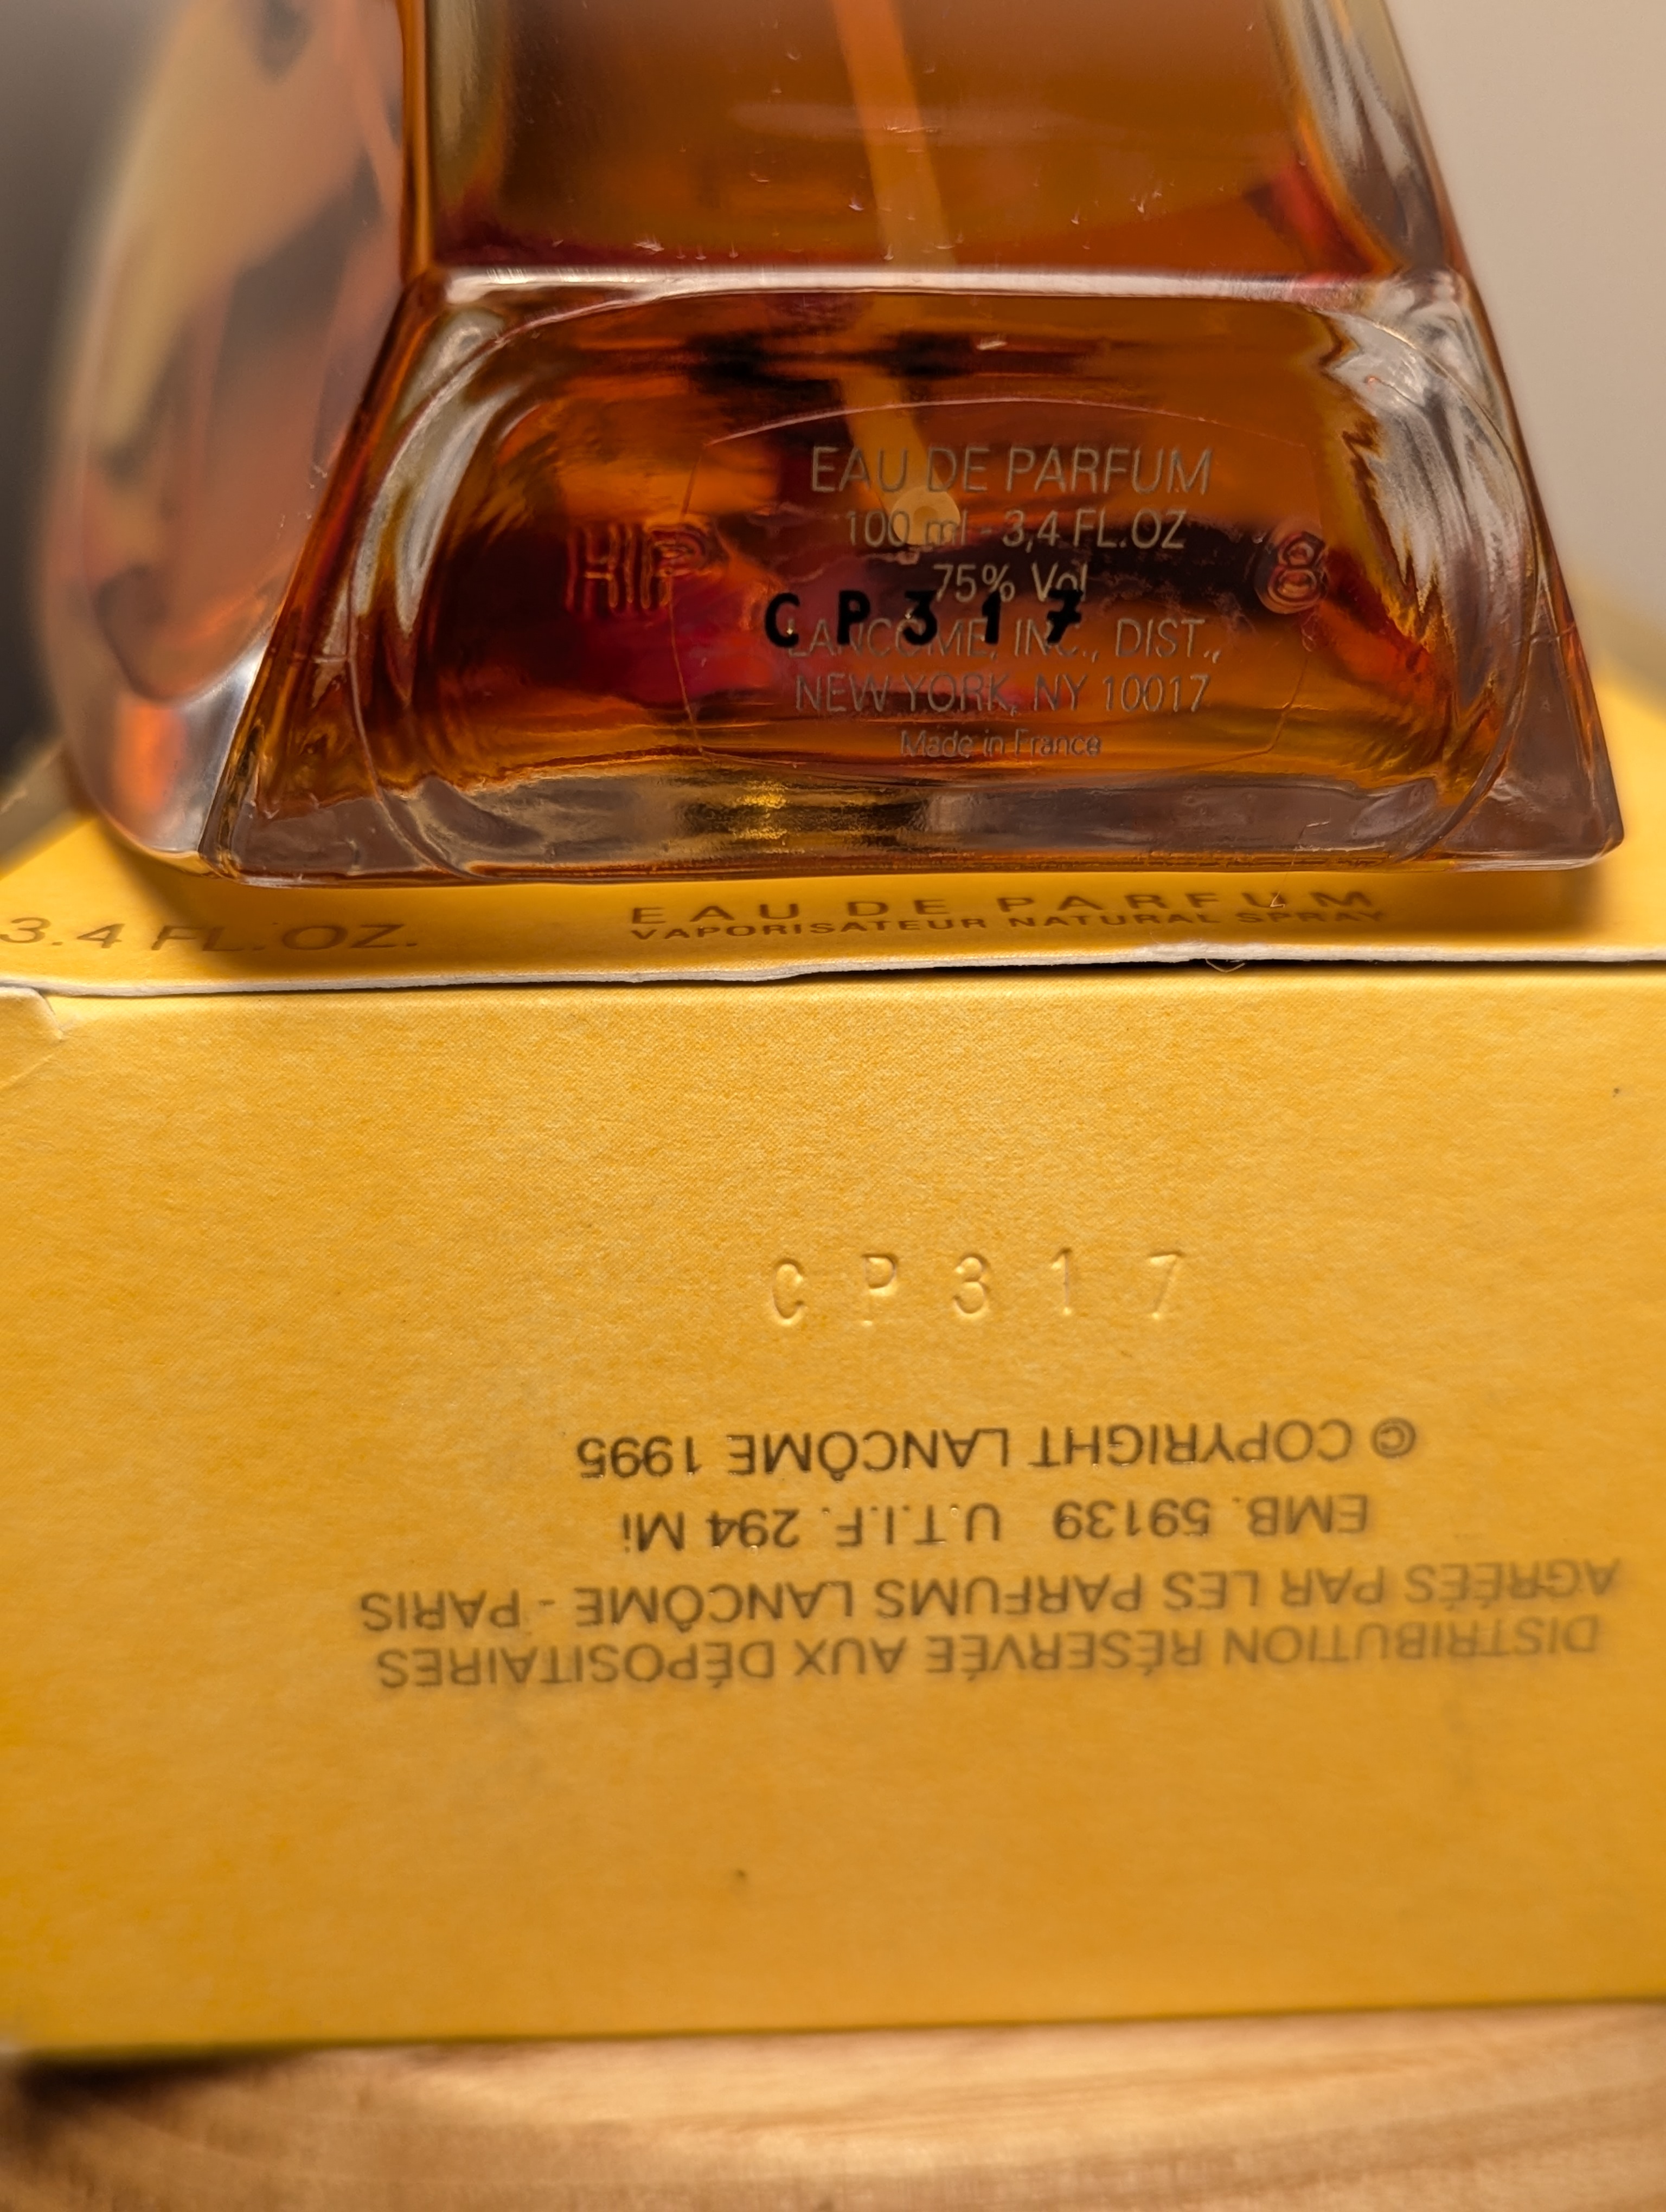 EAU DE PARFUM
100 ml - 3,4 FL.OZ
75% Vol
HP
8
CP317
LANCOME, INC., DIST.,
NEW YORK, NY 10017
Made in France
3.4 FL. OZ.
EAU DE PARFUM
VAPORISATEUR NATURAL SPRAY
CP317
DISTRIBUTION RÉSERVÉE AUX DÉPOSITAIRES
AGRÉÉS PAR LES PARFUMS LANCÔME - PARIS
EMB. 59139 U.T.I.F. 294 Mi
© COPYRIGHT LANCÔME 1995